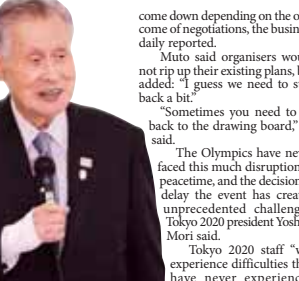 come down depending on the o
come of negotiations, the busin
daily reported.
Muto said organisers wou
not rip up their existing plans, b
added: “I guess we need to s
back a bit.”
“Sometimes you need to
back to the drawing board,”
said.
The Olympics have nev
faced this much disruption
peacetime, and the decision
delay the event has crea
unprecedented challeng
Tokyo 2020 president Yosh
Mori said.
Tokyo 2020 staff “w
experience difficulties th
have never experienc